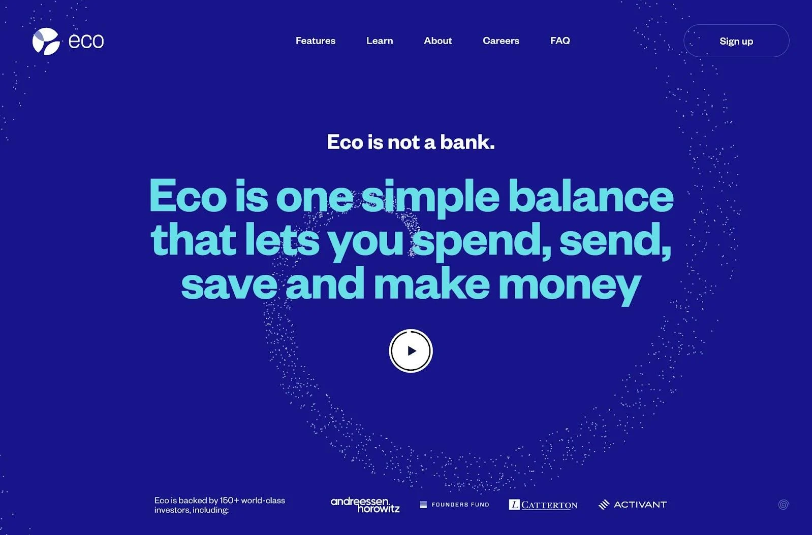 eco
Features
Learn
About
Careers
FAQ
Sign up
Eco is not a bank.
Eco is one simple balance
that lets you spend, send,
save and make money
Eco is backed by 150+ world-class
investors, including:
andreessen.
horowitz
FOUNDERS FUND
L CATTERTON
ACTIVANT